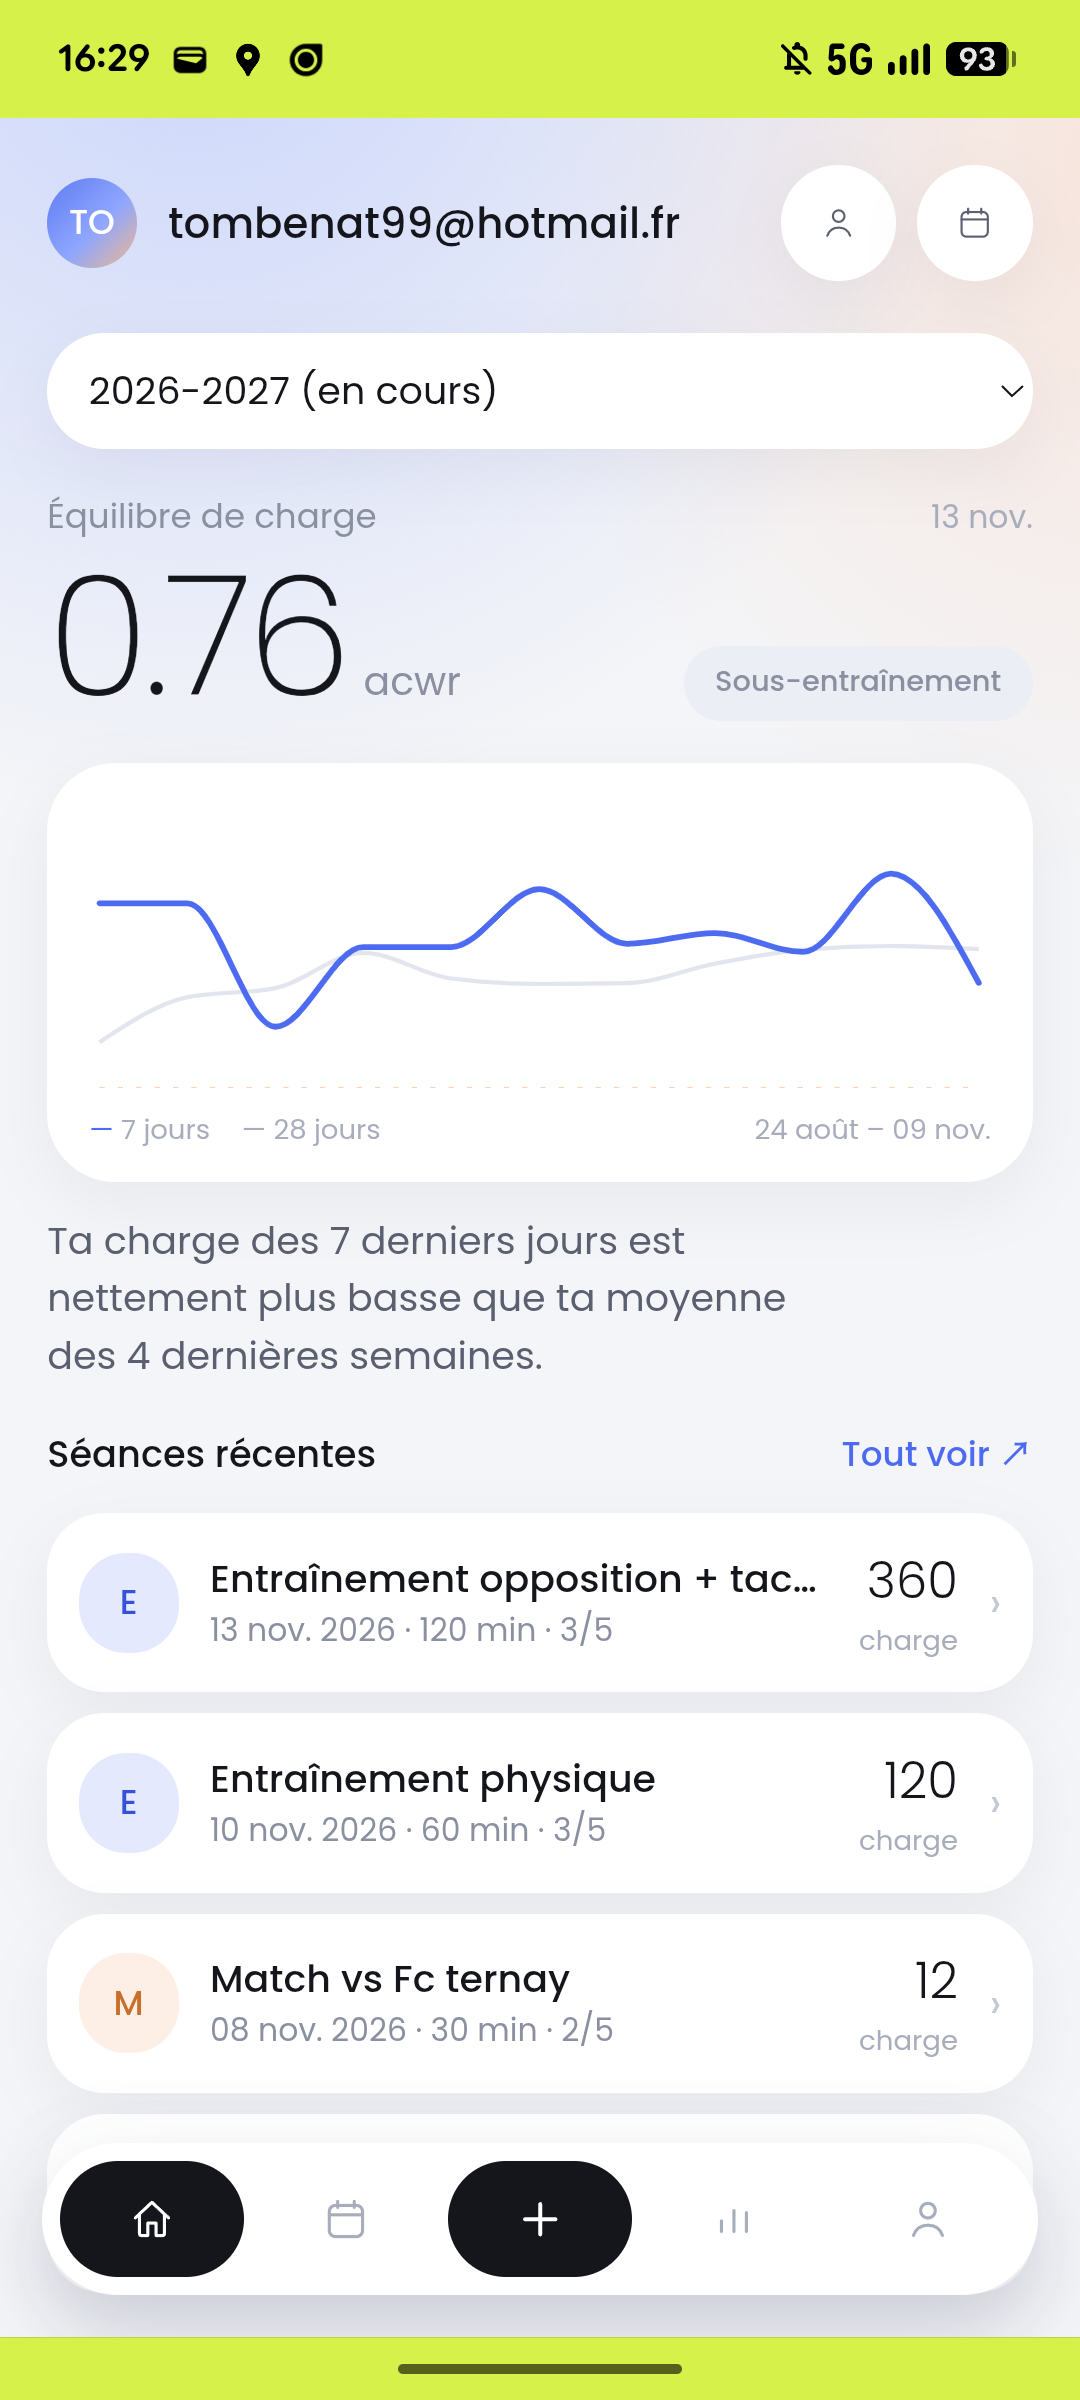 16:29
5G
93
TO
tombenat99@hotmail.fr
2026-2027 (en cours)
Équilibre de charge
13 nov.
0.76 acwr
Sous-entraînement
7 jours
28 jours
24 août – 09 nov.
Ta charge des 7 derniers jours est
nettement plus basse que ta moyenne
des 4 dernières semaines.
Séances récentes
Tout voir ↗
E
Entraînement opposition + tac...
13 nov. 2026 · 120 min · 3/5
360
charge
E
Entraînement physique
10 nov. 2026 · 60 min · 3/5
120
charge
M
Match vs Fc ternay
08 nov. 2026 · 30 min · 2/5
12
charge